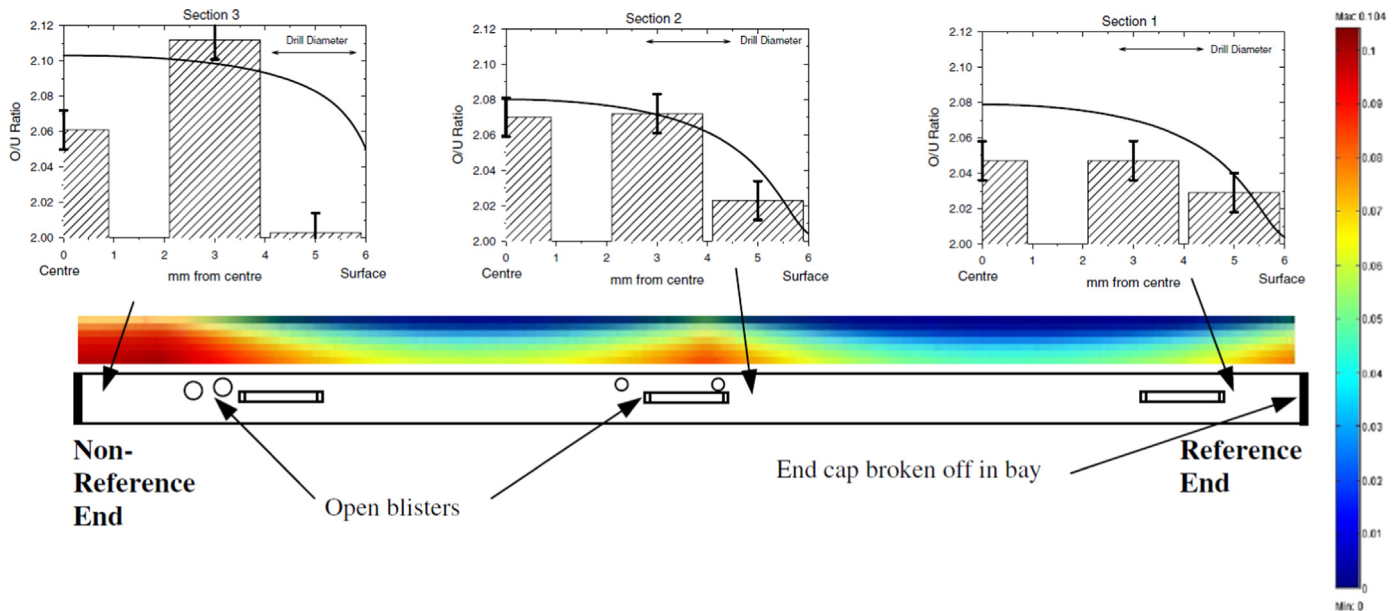 Section 3
2.12
2.10
2.08
2.06
2.04
2.02
2.00
O/U Ratio
Drill Diameter
0 1 2 3 4 5 6
Centre mm from centre Surface
Section 2
2.12
2.10
2.08
2.06
2.04
2.02
2.00
O/U Ratio
Drill Diameter
0 1 2 3 4 5 6
Centre mm from centre Surface
Section 1
2.12
2.10
2.08
2.06
2.04
2.02
2.00
O/U Ratio
Drill Diameter
0 1 2 3 4 5 6
Centre mm from centre Surface
Max: 0.104
0.1
0.09
0.08
0.07
0.06
0.05
0.04
0.03
0.02
0.01
0
Min: 0
Non-
Reference
End
Open blisters
End cap broken off in bay
Reference
End